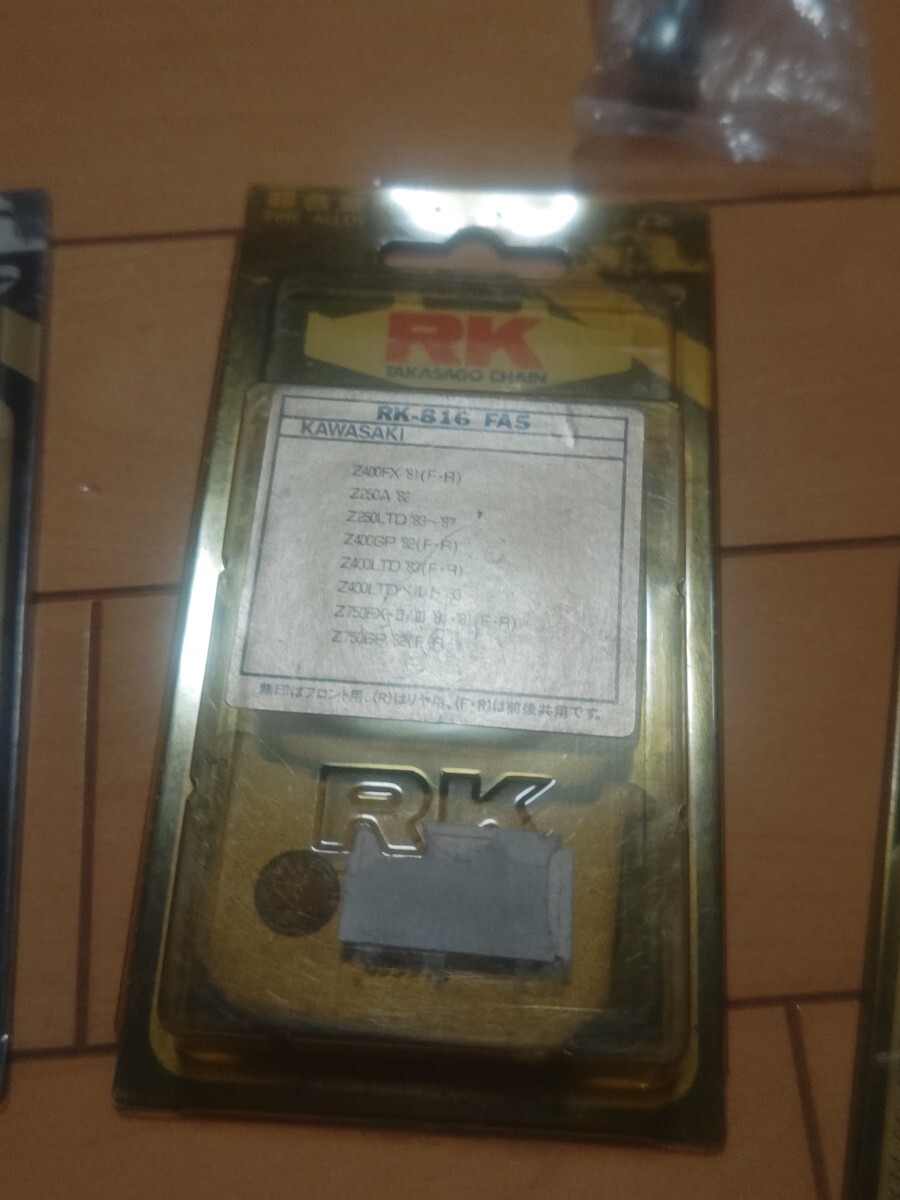 FINE ALLOY
RK
TAKASAGO CHAIN
RK-816 FA5
KAWASAKI
Z400FX '81(F・R)
Z250A '82
Z250LTD '83~'87
Z400GP '82(F・R)
Z400LTD '83(F・R)
Z400LTDベルト '83
Z750FX-II/III '81(F・R)
Z750GP '82(F・R
無印はフロント用、(R)はリヤ用、(F・R)は前後共用です。
RK